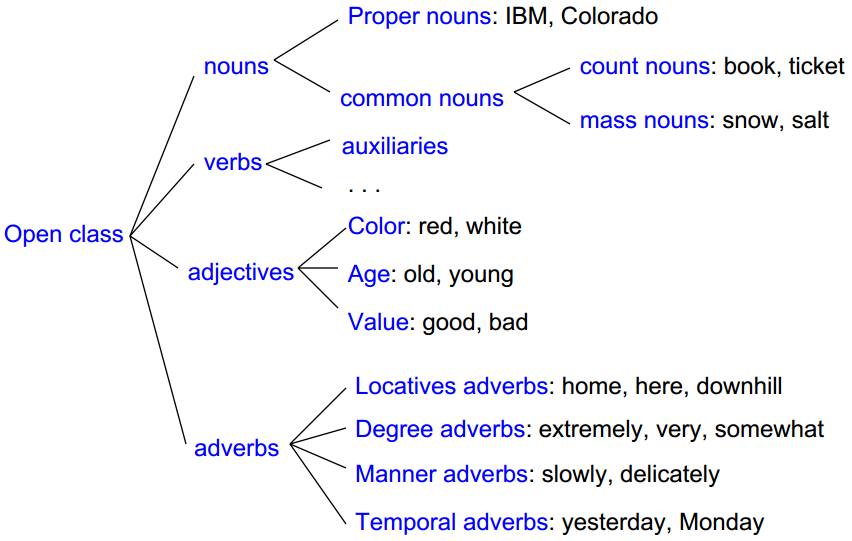 Proper nouns: IBM, Colorado
nouns
count nouns: book, ticket
common nouns
mass nouns: snow, salt
auxiliaries
verbs
. . .
Color: red, white
Open class
adjectives
Age: old, young
Value: good, bad
Locatives adverbs: home, here, downhill
Degree adverbs: extremely, very, somewhat
adverbs
Manner adverbs: slowly, delicately
Temporal adverbs: yesterday, Monday